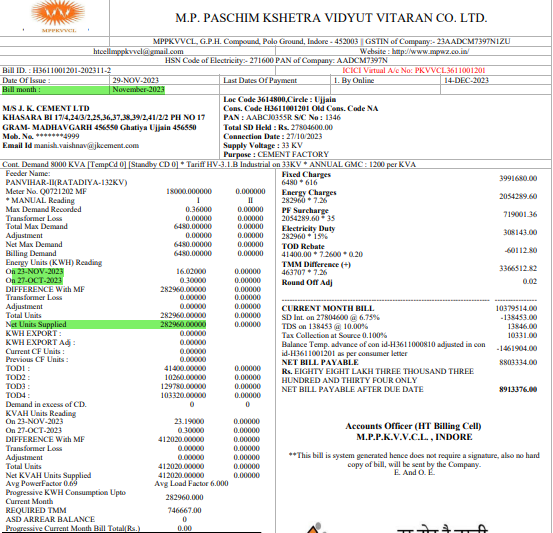 MPPKVVCL
M.P. PASCHIM KSHETRA VIDYUT VITARAN CO. LTD.
MPPKVVCL, G.P.H. Compound, Polo Ground, Indore - 452003 || GSTIN of Company:- 23AADCM7397N1ZU
htcellmppkvvcl@gmail.com Website : http://www.mpwz.co.in/
HSN Code of Electricity:- 271600 PAN of Company: AADCM7397N
Bill ID. : H3611001201-202311-2 ICICI Virtual A/c No: PKVVCL3611001201
Date Of Issue : 29-NOV-2023 Last Dates Of Payment 1. By Online 14-DEC-2023
Bill month : November-2023
M/S J. K. CEMENT LTD
KHASARA BI 17/4,24/3/2,25,36,37,38,39/2,41/2/2 PH NO 17
GRAM- MADHAVGARH 456550 Ghatiya Ujjain 456550
Mob. No. *******4999
Email Id manish.vaishnav@jkcement.com
Loc Code 3614800,Circle : Ujjain
Cons Code H3611001201 Old Cons. Code NA
PAN : AABCJ0355R S/C No : 1346
Total SD Held : Rs. 27804600.00
Connection Date : 27/10/2023
Supply Voltage : 33 KV
Purpose : CEMENT FACTORY
Cont. Demand 8000 KVA [TempCd 0] [Standby CD 0] * Tariff HV-3.1.B Industrial on 33KV * ANNUAL GMC : 1200 per KVA
Feeder Name:
PANVIHAR-II(RATADIYA-132KV)
Meter No. Q0721202 MF 18000.000000 0.000000
* MANUAL Reading I II
Max Demand Recorded 0.36000 0.00000
Transformer Loss 0.00000 0.00000
Total Max Demand 6480.00000 0.00000
Adjustment 0.00000 0.00000
Net Max Demand 6480.00000 0.00000
Billing Demand 6480.00000 0.00000
Energy Units (KWH) Reading
On 23-NOV-2023 16.02000 0.00000
On 27-OCT-2023 0.30000 0.00000
DIFFERENCE With MF 282960.00000 0.00000
Transformer Loss 0.00000 0.00000
Adjustment 0.00000 0.00000
Total Units 282960.00000 0.00000
Net Units Supplied 282960.00000 0.00000
KWH EXPORT : 0.00000 0.00000
KWH EXPORT Adj : 0.00000 0.00000
Current CF Units : 0.00000 0.00000
Previous CF Units : 0.00000 0.00000
TOD1 : 41400.00000 0.00000
TOD2 : 10260.00000 0.00000
TOD3 : 129780.00000 0.00000
TOD4 : 103320.00000 0.00000
Demand in excess of CD. 0 0
KVAH Units Reading
On 23-NOV-2023 23.19000 0.00000
On 27-OCT-2023 0.30000 0.00000
DIFFERENCE With MF 412020.00000 0.00000
Transformer Loss 0.00000 0.00000
Adjustment 0.00000 0.00000
Total Units 412020.00000 0.00000
Net KVAH Units Supplied 412020.00000 0.00000
Avg PowerFactor 0.69 Avg Load Factor 6.000
Progressive KWH Consumption Upto
Current Month 282960.000
REQUIRED TMM 746667.00
ASD ARREAR BALANCE 0
Progressive Current Month Bill Total(Rs.) 0.00
Fixed Charges
6480 * 616 3991680.00
Energy Charges
282960 * 7.26 2054289.60
PF Surcharge
2054289.60 * 35 719001.36
Electricity Duty
282960 * 15% 308143.00
TOD Rebate
41400.00 * 7.2600 * 0.20 -60112.80
TMM Difference (+)
463707 * 7.26 3366512.82
Round Off Adj 0.02
CURRENT MONTH BILL 10379514.00
SD Int. on 27804600 @ 6.75% -138453.00
TDS on 138453 @ 10.00% 13846.00
Tax Collection at Source 0.100% 10331.00
Balance Temp. advance of con id-H3611000810 adjusted in con
id-H3611001201 as per consumer letter -1461904.00
NET BILL PAYABLE 8803334.00
Rs. EIGHTY EIGHT LAKH THREE THOUSAND THREE
HUNDRED AND THIRTY FOUR ONLY
NET BILL PAYABLE AFTER DUE DATE 8913376.00
Accounts Officer (HT Billing Cell)
M.P.P.K.V.V.C.L. , INDORE
**This bill is system generated hence does not require a signature, also no hard
copy of bill, will be sent by the Company.
E. And O. E.